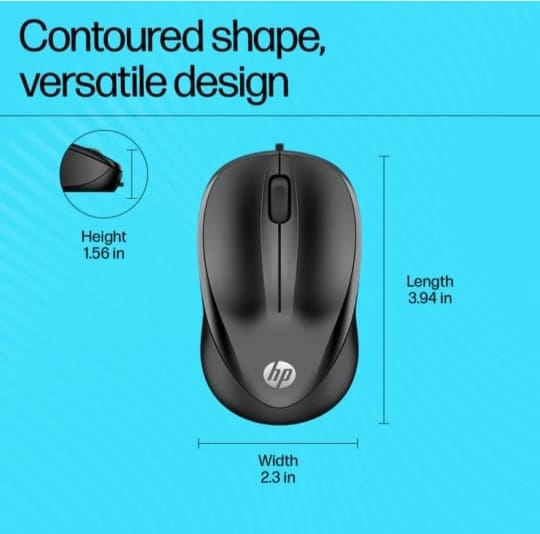 Contoured shape,
versatile design
Height
1.56 in
Length
3.94 in
hp
Width
2.3 in